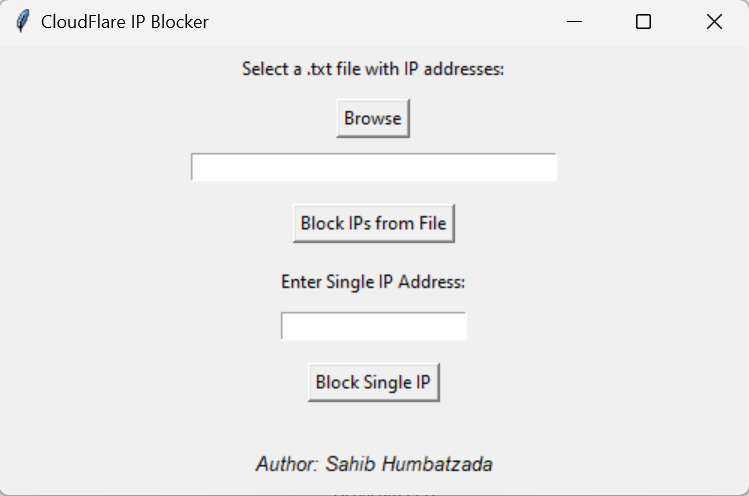 CloudFlare IP Blocker
Select a .txt file with IP addresses:
Browse
Block IPs from File
Enter Single IP Address:
Block Single IP
Author: Sahib Humbatzada